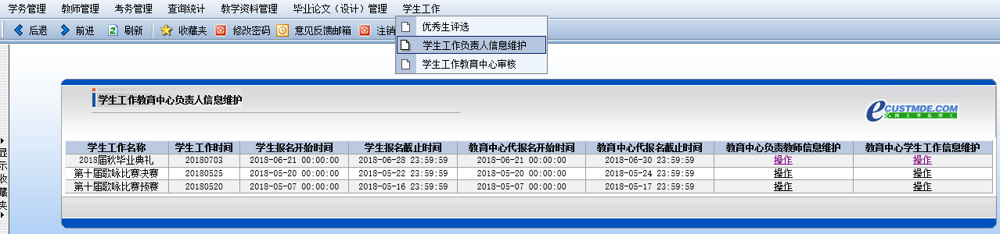 学务管理 教师管理 考务管理 查询统计 教学资料管理 毕业论文（设计）管理 学生工作
后退 前进 刷新 收藏夹 修改密码 意见反馈邮箱 注销
优秀生评选
学生工作负责人信息维护
学生工作教育中心审核
学生工作教育中心负责人信息维护
eCUSTMDE.COM
网上华东理工
学生工作名称 学生工作时间 学生报名开始时间 学生报名截止时间 教育中心代报名开始时间 教育中心代报名截止时间 教育中心负责教师信息维护 教育中心学生工作信息维护
2018届秋毕业典礼 20180703 2018-06-21 00:00:00 2018-06-28 23:59:59 2018-06-21 00:00:00 2018-06-30 23:59:59 操作 操作
第十届歌咏比赛决赛 20180525 2018-05-20 00:00:00 2018-05-22 23:59:59 2018-05-20 00:00:00 2018-05-24 23:59:59 操作 操作
第十届歌咏比赛预赛 20180520 2018-05-07 00:00:00 2018-05-16 23:59:59 2018-05-07 00:00:00 2018-05-17 23:59:59 操作 操作
显示收藏夹